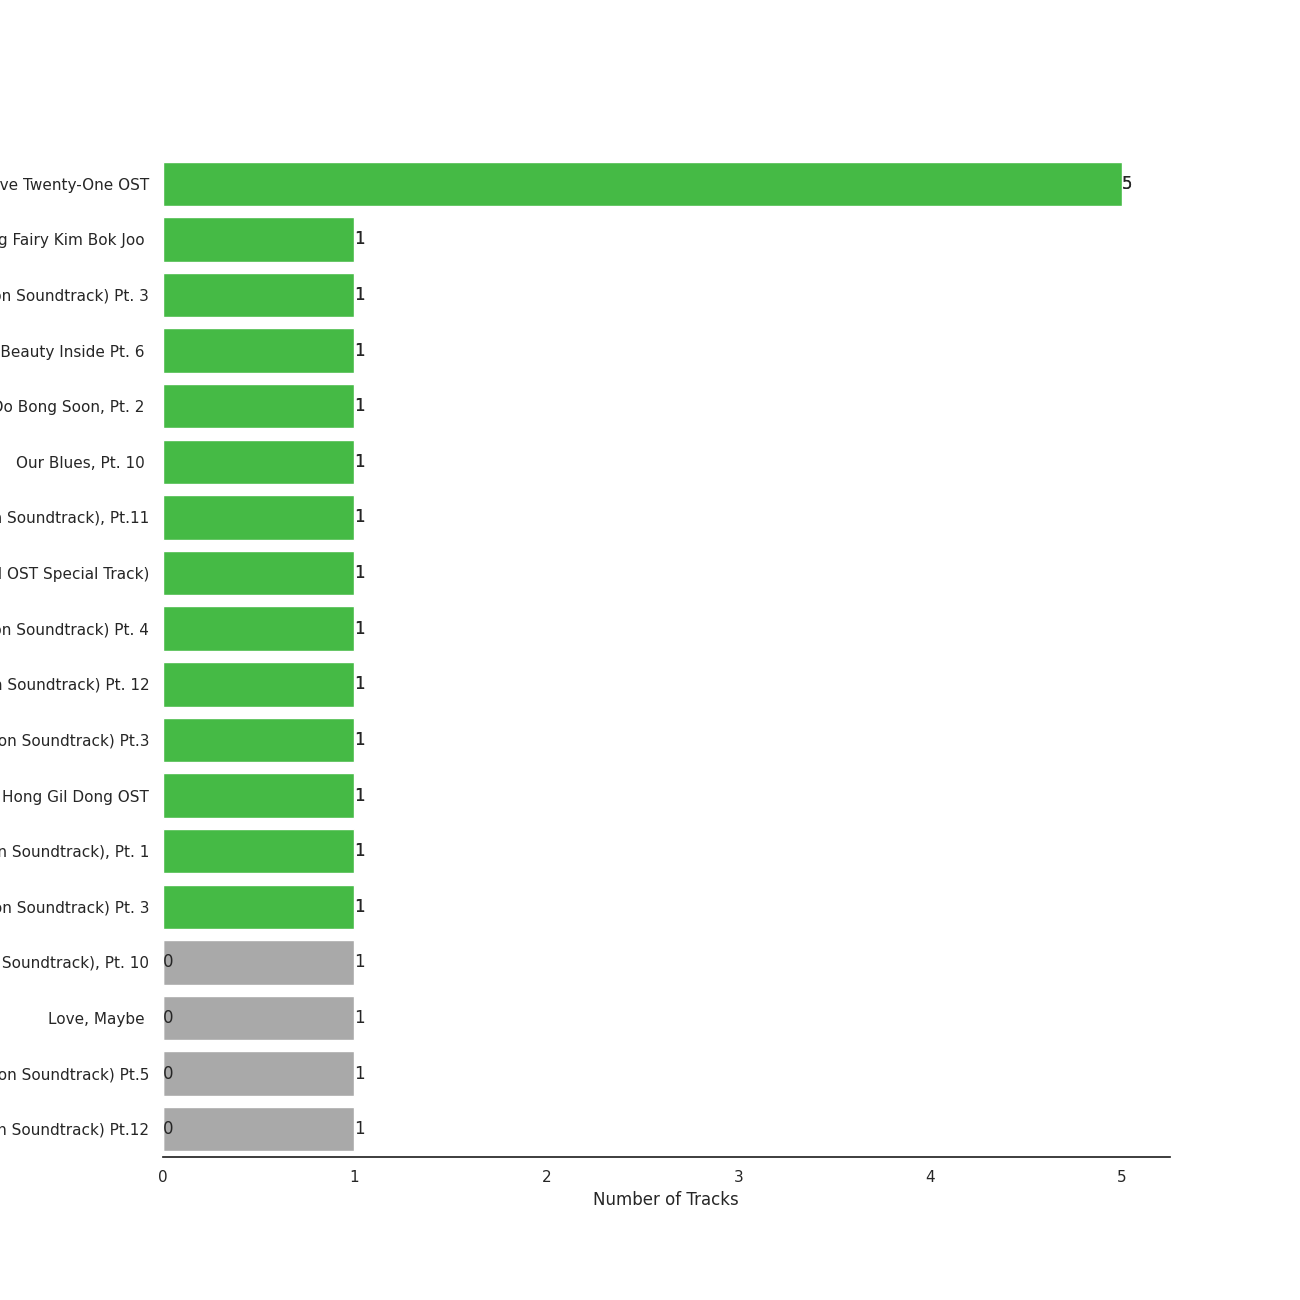 ve Twenty-One OST 5
g Fairy Kim Bok Joo 1
on Soundtrack) Pt. 3 1
Beauty Inside Pt. 6 1
Do Bong Soon, Pt. 2 1
Our Blues, Pt. 10 1
Soundtrack), Pt.11 1
OST Special Track) 1
on Soundtrack) Pt. 4 1
Soundtrack) Pt. 12 1
on Soundtrack) Pt.3 1
Hong Gil Dong OST 1
n Soundtrack), Pt. 1 1
on Soundtrack) Pt. 3 1
Soundtrack), Pt. 10 0 1
Love, Maybe 0 1
on Soundtrack) Pt.5 0 1
n Soundtrack) Pt.12 0 1
0 1 2 3 4 5
Number of Tracks